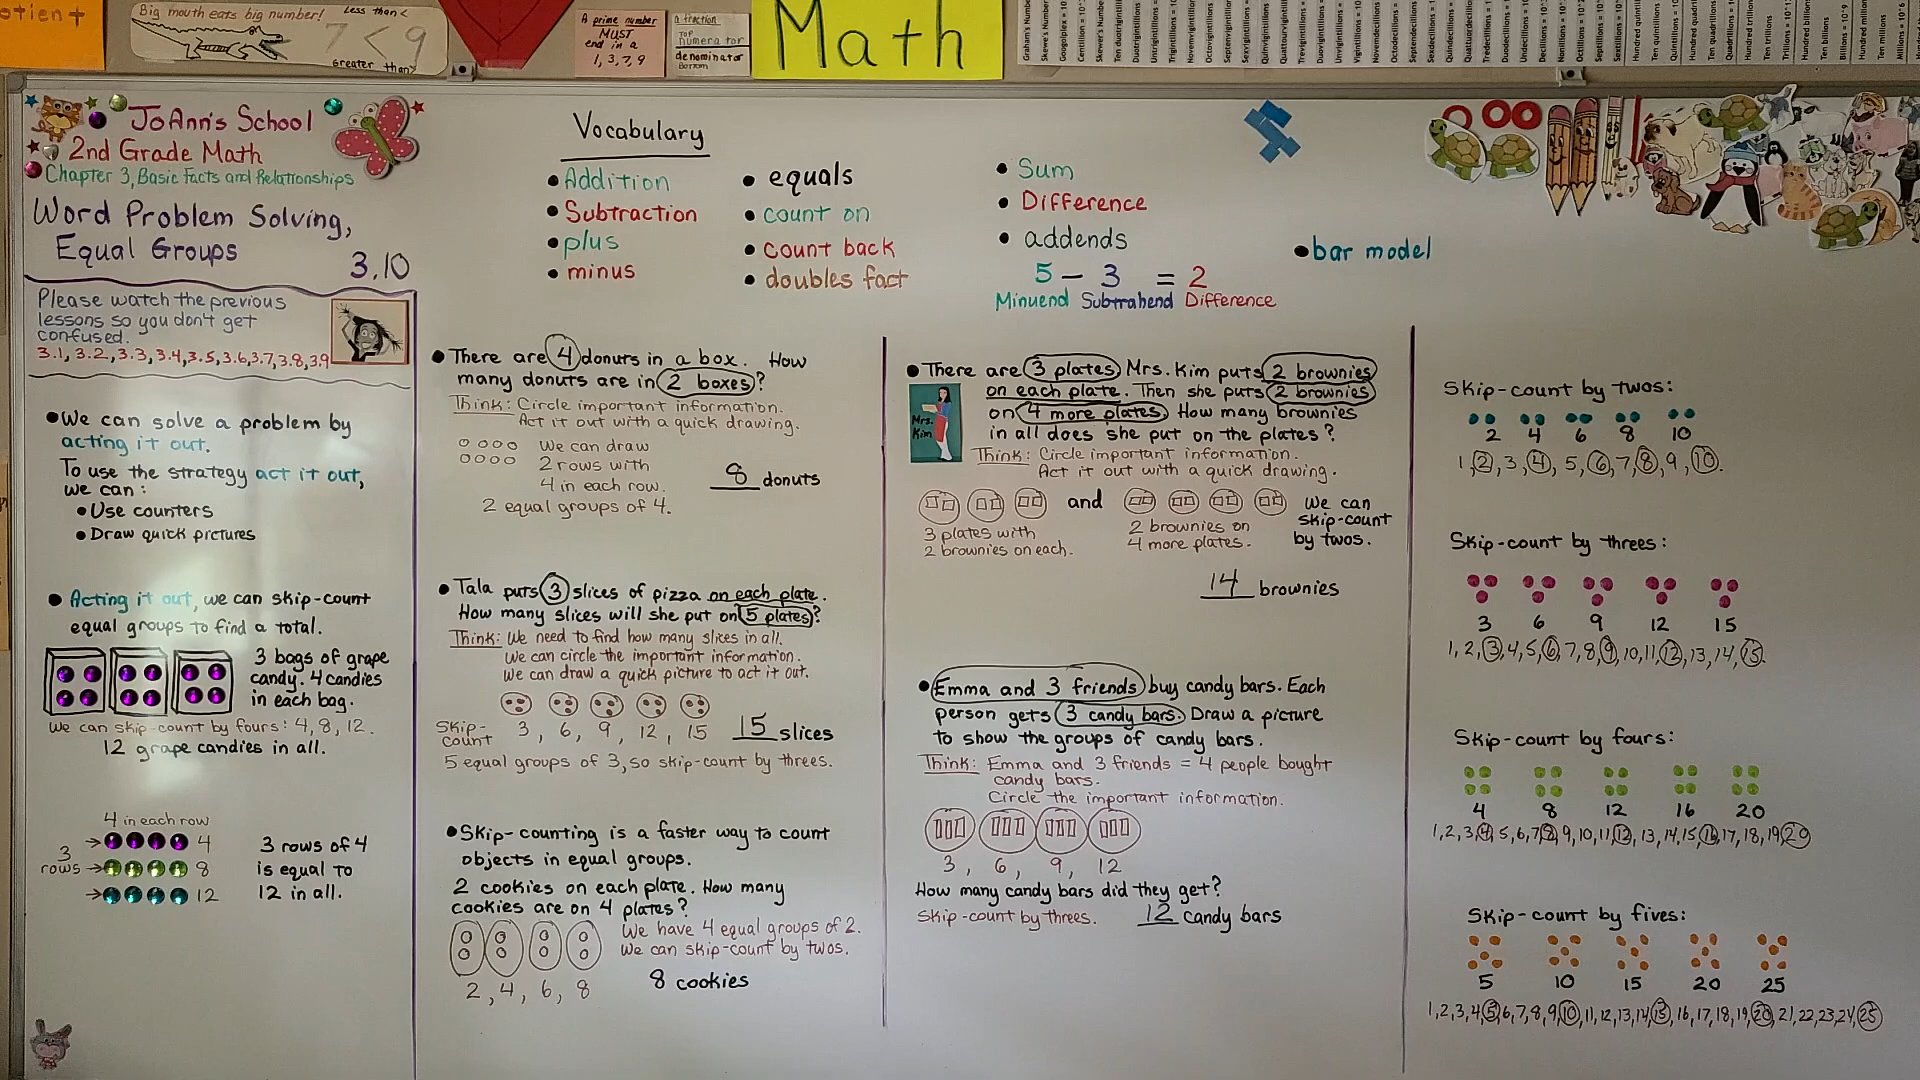 otient
Big mouth eats big number!
Less than <
7 < 9
greater than >
A prime number
MUST
end in a
1, 3, 7, 9
a fraction
TOP
numerator
denominator
BOTTOM
Math
JoAnn's School
2nd Grade Math
Chapter 3, Basic Facts and Relationships
Word Problem Solving,
Equal Groups
3.10
Please watch the previous
lessons so you don't get
confused.
3.1, 3.2, 3.3, 3.4, 3.5, 3.6, 3.7, 3.8, 3.9
• We can solve a problem by
acting it out.
To use the strategy act it out,
we can:
• Use counters
• Draw quick pictures
• Acting it out, we can skip-count
equal groups to find a total.
3 bags of grape
candy. 4 candies
in each bag.
We can skip-count by fours: 4, 8, 12.
12 grape candies in all.
4 in each row
3
rows
→ 4
→ 8
→ 12
3 rows of 4
is equal to
12 in all.
Vocabulary
• Addition
• Subtraction
• plus
• minus
• equals
• count on
• count back
• doubles fact
• Sum
• Difference
• addends
5 – 3 = 2
Minuend Subtrahend Difference
• bar model
• There are 4 donuts in a box. How
many donuts are in 2 boxes?
Think: Circle important information.
Act it out with a quick drawing.
We can draw
2 rows with
4 in each row.
2 equal groups of 4.
8 donuts
• Tala puts 3 slices of pizza on each plate.
How many slices will she put on 5 plates?
Think: We need to find how many slices in all.
We can circle the important information.
We can draw a quick picture to act it out.
Skip-
count
3, 6, 9, 12, 15
15 slices
5 equal groups of 3, so skip-count by threes.
• Skip-counting is a faster way to count
objects in equal groups.
2 cookies on each plate. How many
cookies are on 4 plates?
We have 4 equal groups of 2.
We can skip-count by twos.
2, 4, 6, 8
8 cookies
• There are 3 plates. Mrs. Kim puts 2 brownies
on each plate. Then she puts 2 brownies
on 4 more plates. How many brownies
in all does she put on the plates?
Mrs.
Kim
Think: Circle important information.
Act it out with a quick drawing.
and
3 plates with
2 brownies on each.
2 brownies on
4 more plates.
We can
skip-count
by twos.
14 brownies
• Emma and 3 friends buy candy bars. Each
person gets 3 candy bars. Draw a picture
to show the groups of candy bars.
Think: Emma and 3 friends = 4 people bought
candy bars.
Circle the important information.
3, 6, 9, 12
How many candy bars did they get?
Skip-count by threes.
12 candy bars
Skip-count by twos:
2 4 6 8 10
1, 2, 3, 4, 5, 6, 7, 8, 9, 10.
Skip-count by threes:
3 6 9 12 15
1, 2, 3, 4, 5, 6, 7, 8, 9, 10, 11, 12, 13, 14, 15.
Skip-count by fours:
4 8 12 16 20
1, 2, 3, 4, 5, 6, 7, 8, 9, 10, 11, 12, 13, 14, 15, 16, 17, 18, 19, 20
Skip-count by fives:
5 10 15 20 25
1, 2, 3, 4, 5, 6, 7, 8, 9, 10, 11, 12, 13, 14, 15, 16, 17, 18, 19, 20, 21, 22, 23, 24, 25